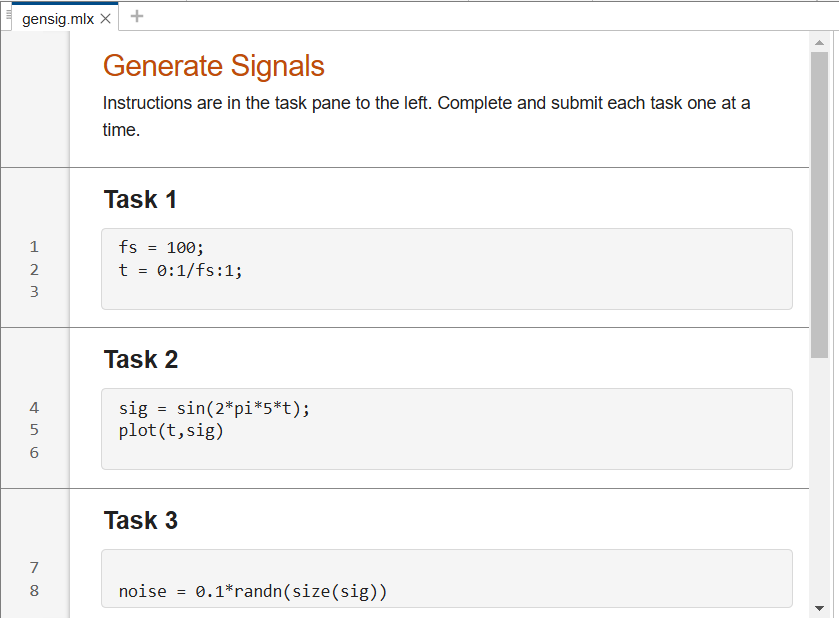 gensig.mlx
Generate Signals
Instructions are in the task pane to the left. Complete and submit each task one at a
time.
Task 1
1 fs = 100;
2 t = 0:1/fs:1;
3
Task 2
4 sig = sin(2*pi*5*t);
5 plot(t,sig)
6
Task 3
7
8 noise = 0.1*randn(size(sig))